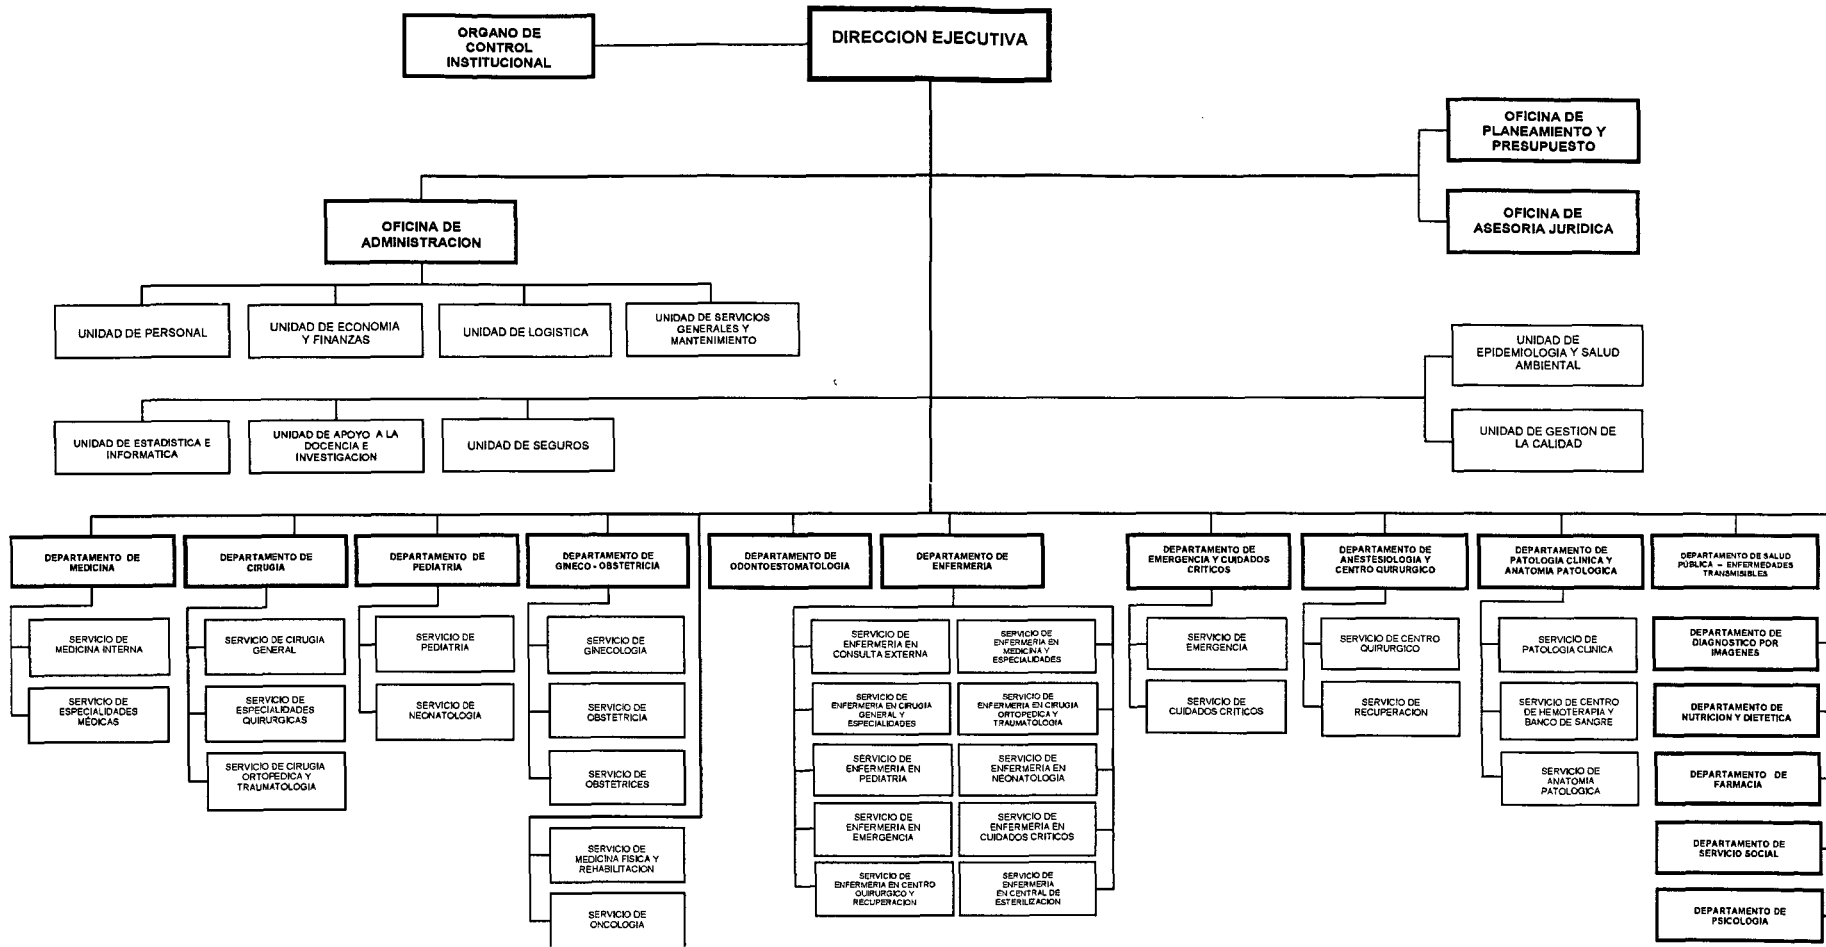 ORGANO DE
CONTROL
INSTITUCIONAL
DIRECCION EJECUTIVA
OFICINA DE
PLANEAMIENTO Y
PRESUPUESTO
OFICINA DE
ASESORIA JURIDICA
OFICINA DE
ADMINISTRACION
UNIDAD DE PERSONAL
UNIDAD DE ECONOMIA
Y FINANZAS
UNIDAD DE LOGISTICA
UNIDAD DE SERVICIOS
GENERALES Y
MANTENIMIENTO
UNIDAD DE
EPIDEMIOLOGIA Y SALUD
AMBIENTAL
UNIDAD DE ESTADISTICA E
INFORMATICA
UNIDAD DE APOYO A LA
DOCENCIA E
INVESTIGACION
UNIDAD DE SEGUROS
UNIDAD DE GESTION DE
LA CALIDAD
DEPARTAMENTO DE
MEDICINA
DEPARTAMENTO DE
CIRUGIA
DEPARTAMENTO DE
PEDIATRIA
DEPARTAMENTO DE
GINECO - OBSTETRICIA
DEPARTAMENTO DE
ODONTOESTOMATOLOGIA
DEPARTAMENTO DE
ENFERMERIA
DEPARTAMENTO DE
EMERGENCIA Y CUIDADOS
CRITICOS
DEPARTAMENTO DE
ANESTESIOLOGIA Y
CENTRO QUIRURGICO
DEPARTAMENTO DE
PATOLOGIA CLINICA Y
ANATOMIA PATOLOGICA
DEPARTAMENTO DE SALUD
PÚBLICA – ENFERMEDADES
TRANSMISIBLES
SERVICIO DE
MEDICINA INTERNA
SERVICIO DE
ESPECIALIDADES
MÉDICAS
SERVICIO DE CIRUGIA
GENERAL
SERVICIO DE
ESPECIALIDADES
QUIRURGICAS
SERVICIO DE CIRUGIA
ORTOPEDICA Y
TRAUMATOLOGIA
SERVICIO DE
PEDIATRIA
SERVICIO DE
NEONATOLOGIA
SERVICIO DE
GINECOLOGIA
SERVICIO DE
OBSTETRICIA
SERVICIO DE
OBSTETRICES
SERVICIO DE
MEDICINA FISICA Y
REHABILITACION
SERVICIO DE
ONCOLOGIA
SERVICIO DE
ENFERMERIA EN
CONSULTA EXTERNA
SERVICIO DE
ENFERMERIA EN
MEDICINA Y
ESPECIALIDADES
SERVICIO DE
ENFERMERIA EN CIRUGIA
GENERAL Y
ESPECIALIDADES
SERVICIO DE
ENFERMERIA EN CIRUGIA
ORTOPEDICA Y
TRAUMATOLOGIA
SERVICIO DE
ENFERMERIA EN
PEDIATRIA
SERVICIO DE
ENFERMERIA EN
NEONATOLOGIA
SERVICIO DE
ENFERMERIA EN
EMERGENCIA
SERVICIO DE
ENFERMERIA EN
CUIDADOS CRITICOS
SERVICIO DE
ENFERMERIA EN CENTRO
QUIRURGICO Y
RECUPERACION
SERVICIO DE
ENFERMERIA
EN CENTRAL DE
ESTERILIZACION
SERVICIO DE
EMERGENCIA
SERVICIO DE
CUIDADOS CRITICOS
SERVICIO DE CENTRO
QUIRURGICO
SERVICIO DE
RECUPERACION
SERVICIO DE
PATOLOGIA CLINICA
SERVICIO DE CENTRO
DE HEMOTERAPIA Y
BANCO DE SANGRE
SERVICIO DE
ANATOMIA
PATOLOGICA
DEPARTAMENTO DE
DIAGNOSTICO POR
IMAGENES
DEPARTAMENTO DE
NUTRICION Y DIETETICA
DEPARTAMENTO DE
FARMACIA
DEPARTAMENTO DE
SERVICIO SOCIAL
DEPARTAMENTO DE
PSICOLOGIA